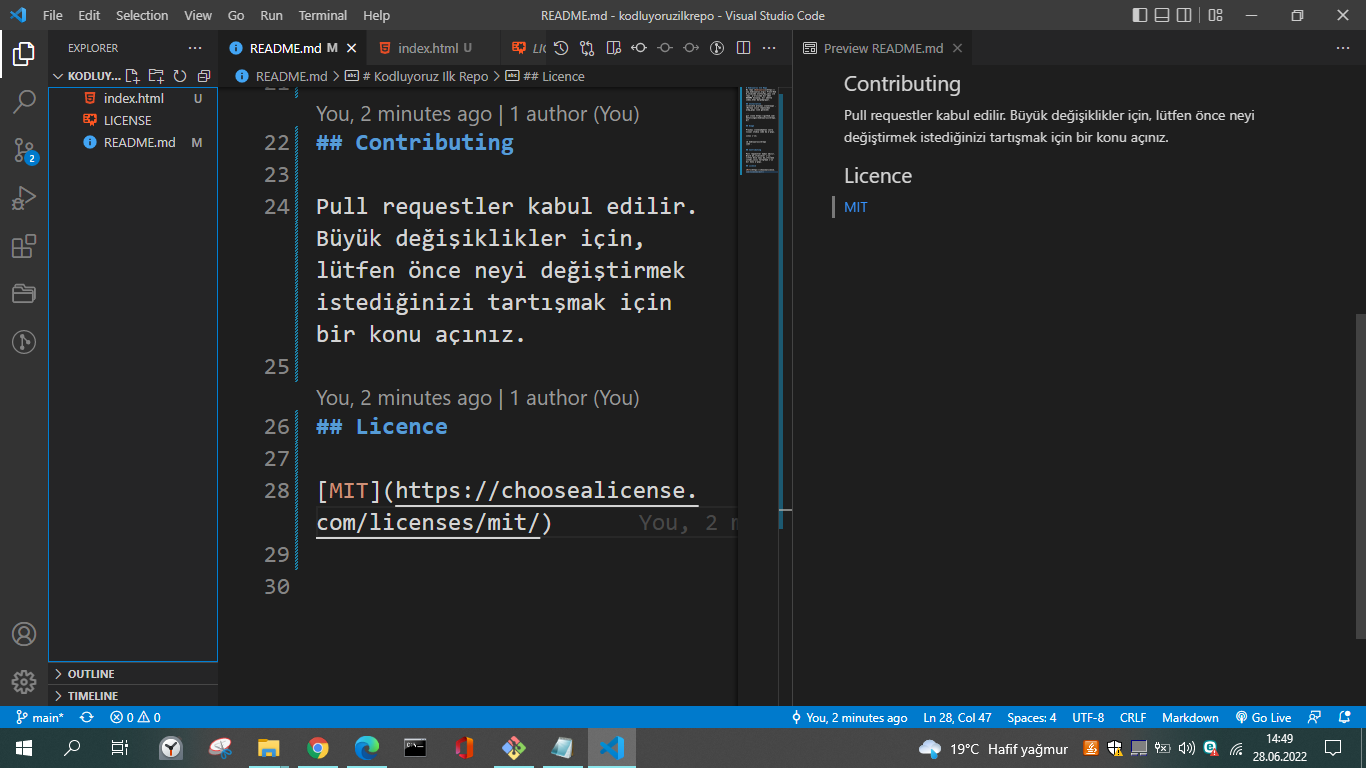 File Edit Selection View Go Run Terminal Help
README.md - kodluyoruzilkrepo - Visual Studio Code
EXPLORER
KODLUY...
index.html U
LICENSE
README.md M
OUTLINE
TIMELINE
README.md M
index.html U
README.md > # Kodluyoruz Ilk Repo > ## Licence
You, 2 minutes ago | 1 author (You)
22 ## Contributing
23
24 Pull requestler kabul edilir.
Büyük değişiklikler için,
lütfen önce neyi değiştirmek
istediğinizi tartışmak için
bir konu açınız.
25
You, 2 minutes ago | 1 author (You)
26 ## Licence
27
28 [MIT](https://choosealicense.
com/licenses/mit/) You, 2 m
29
30
Preview README.md
Contributing
Pull requestler kabul edilir. Büyük değişiklikler için, lütfen önce neyi
değiştirmek istediğinizi tartışmak için bir konu açınız.
Licence
MIT
2
main* 0 0 You, 2 minutes ago Ln 28, Col 47 Spaces: 4 UTF-8 CRLF Markdown Go Live
19°C Hafif yağmur
14:49
28.06.2022